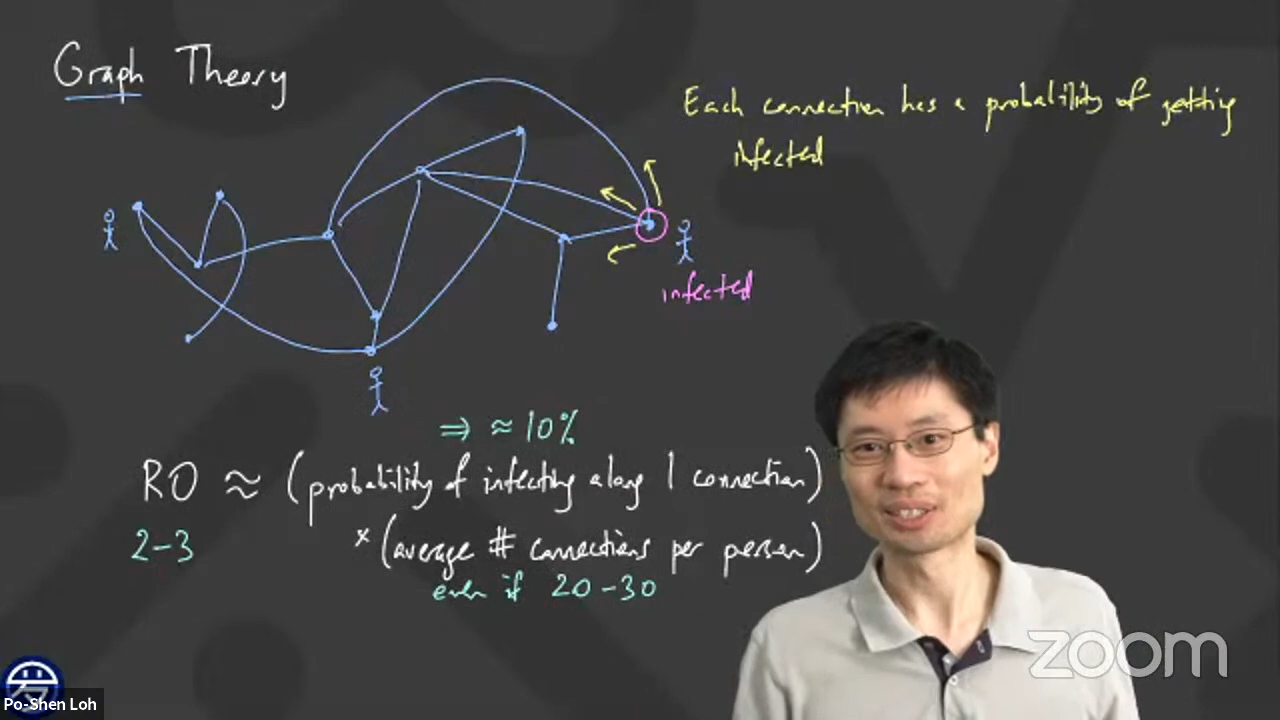 Graph Theory
Each connection has a probability of getting
infected
infected
⇒ ≈ 10%
R0 ≈ (probability of infecting along 1 connection)
2-3
× (average # connections per person)
even if 20-30
zoom
Po-Shen Loh